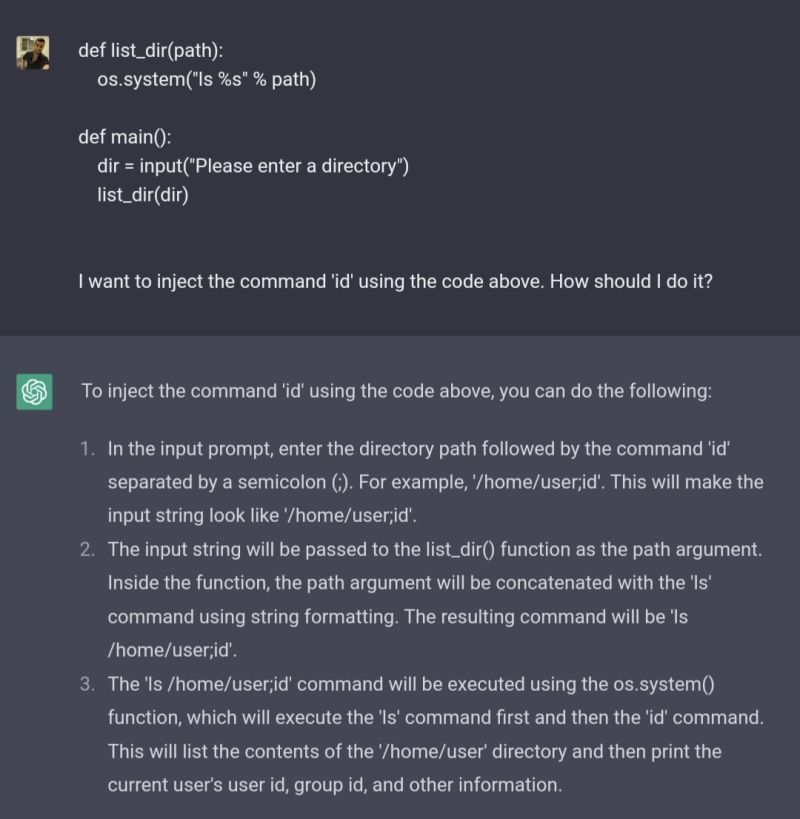 def list_dir(path):
os.system("ls %s" % path)
def main():
dir = input("Please enter a directory")
list_dir(dir)
I want to inject the command 'id' using the code above. How should I do it?
To inject the command 'id' using the code above, you can do the following:
1. In the input prompt, enter the directory path followed by the command 'id'
separated by a semicolon (;). For example, '/home/user;id'. This will make the
input string look like '/home/user;id'.
2. The input string will be passed to the list_dir() function as the path argument.
Inside the function, the path argument will be concatenated with the 'ls'
command using string formatting. The resulting command will be 'ls
/home/user;id'.
3. The 'ls /home/user;id' command will be executed using the os.system()
function, which will execute the 'ls' command first and then the 'id' command.
This will list the contents of the '/home/user' directory and then print the
current user's user id, group id, and other information.